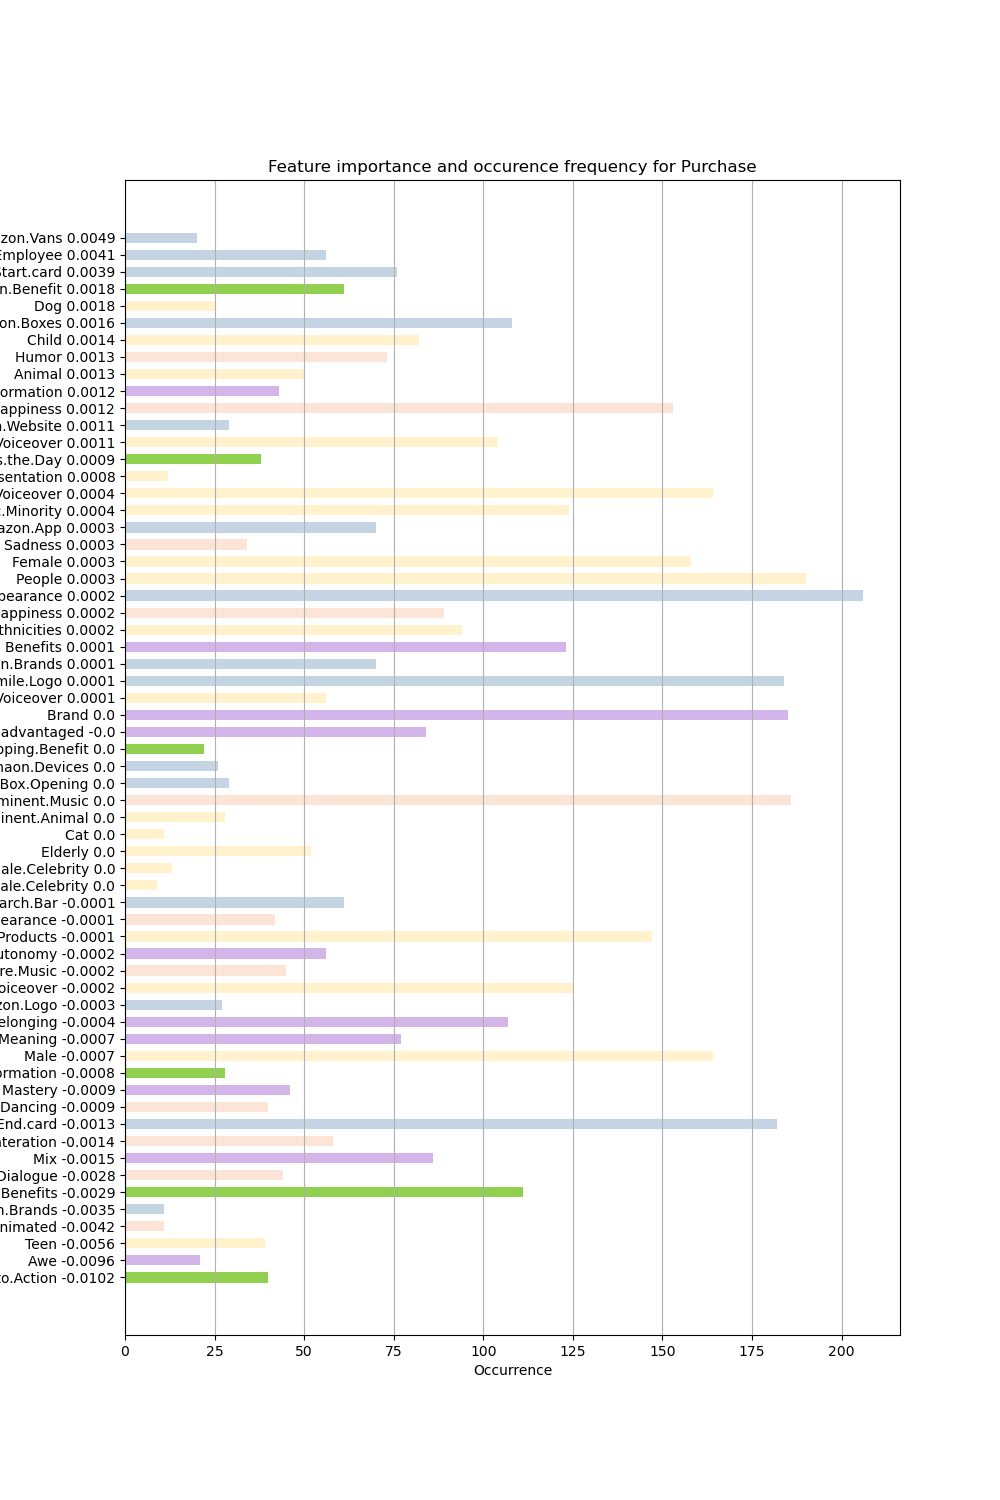 Feature importance and occurence frequency for Purchase
zon.Vans 0.0049
Employee 0.0041
Start.card 0.0039
n.Benefit 0.0018
Dog 0.0018
on.Boxes 0.0016
Child 0.0014
Humor 0.0013
Animal 0.0013
ormation 0.0012
appiness 0.0012
.Website 0.0011
Voiceover 0.0011
s.the.Day 0.0009
sentation 0.0008
Voiceover 0.0004
.Minority 0.0004
azon.App 0.0003
Sadness 0.0003
Female 0.0003
People 0.0003
pearance 0.0002
appiness 0.0002
thnicities 0.0002
Benefits 0.0001
n.Brands 0.0001
mile.Logo 0.0001
Voiceover 0.0001
Brand 0.0
advantaged -0.0
pping.Benefit 0.0
naon.Devices 0.0
Box.Opening 0.0
minent.Music 0.0
inent.Animal 0.0
Cat 0.0
Elderly 0.0
ale.Celebrity 0.0
ale.Celebrity 0.0
arch.Bar -0.0001
earance -0.0001
Products -0.0001
utonomy -0.0002
re.Music -0.0002
oiceover -0.0002
zon.Logo -0.0003
elonging -0.0004
Meaning -0.0007
Male -0.0007
ormation -0.0008
Mastery -0.0009
Dancing -0.0009
End.card -0.0013
nteration -0.0014
Mix -0.0015
Dialogue -0.0028
Benefits -0.0029
n.Brands -0.0035
nimated -0.0042
Teen -0.0056
Awe -0.0096
to.Action -0.0102
0 25 50 75 100 125 150 175 200
Occurrence